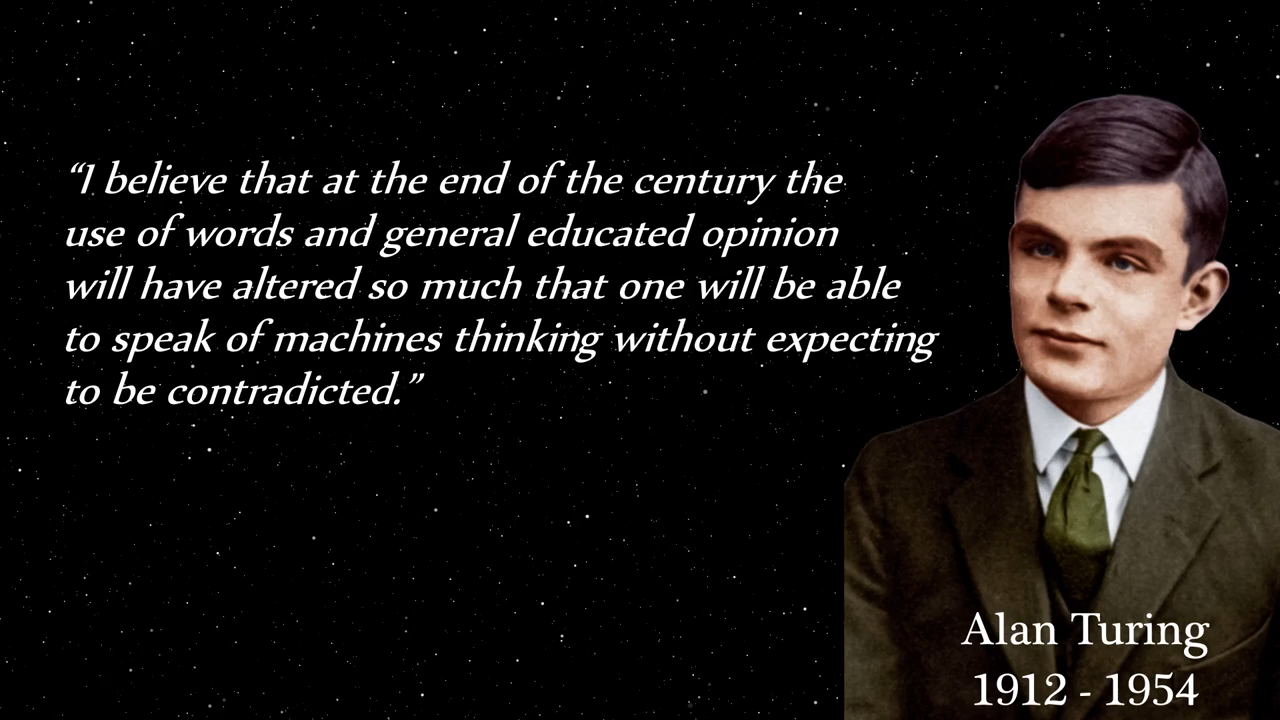 “I believe that at the end of the century the
use of words and general educated opinion
will have altered so much that one will be able
to speak of machines thinking without expecting
to be contradicted.”
Alan Turing
1912 - 1954